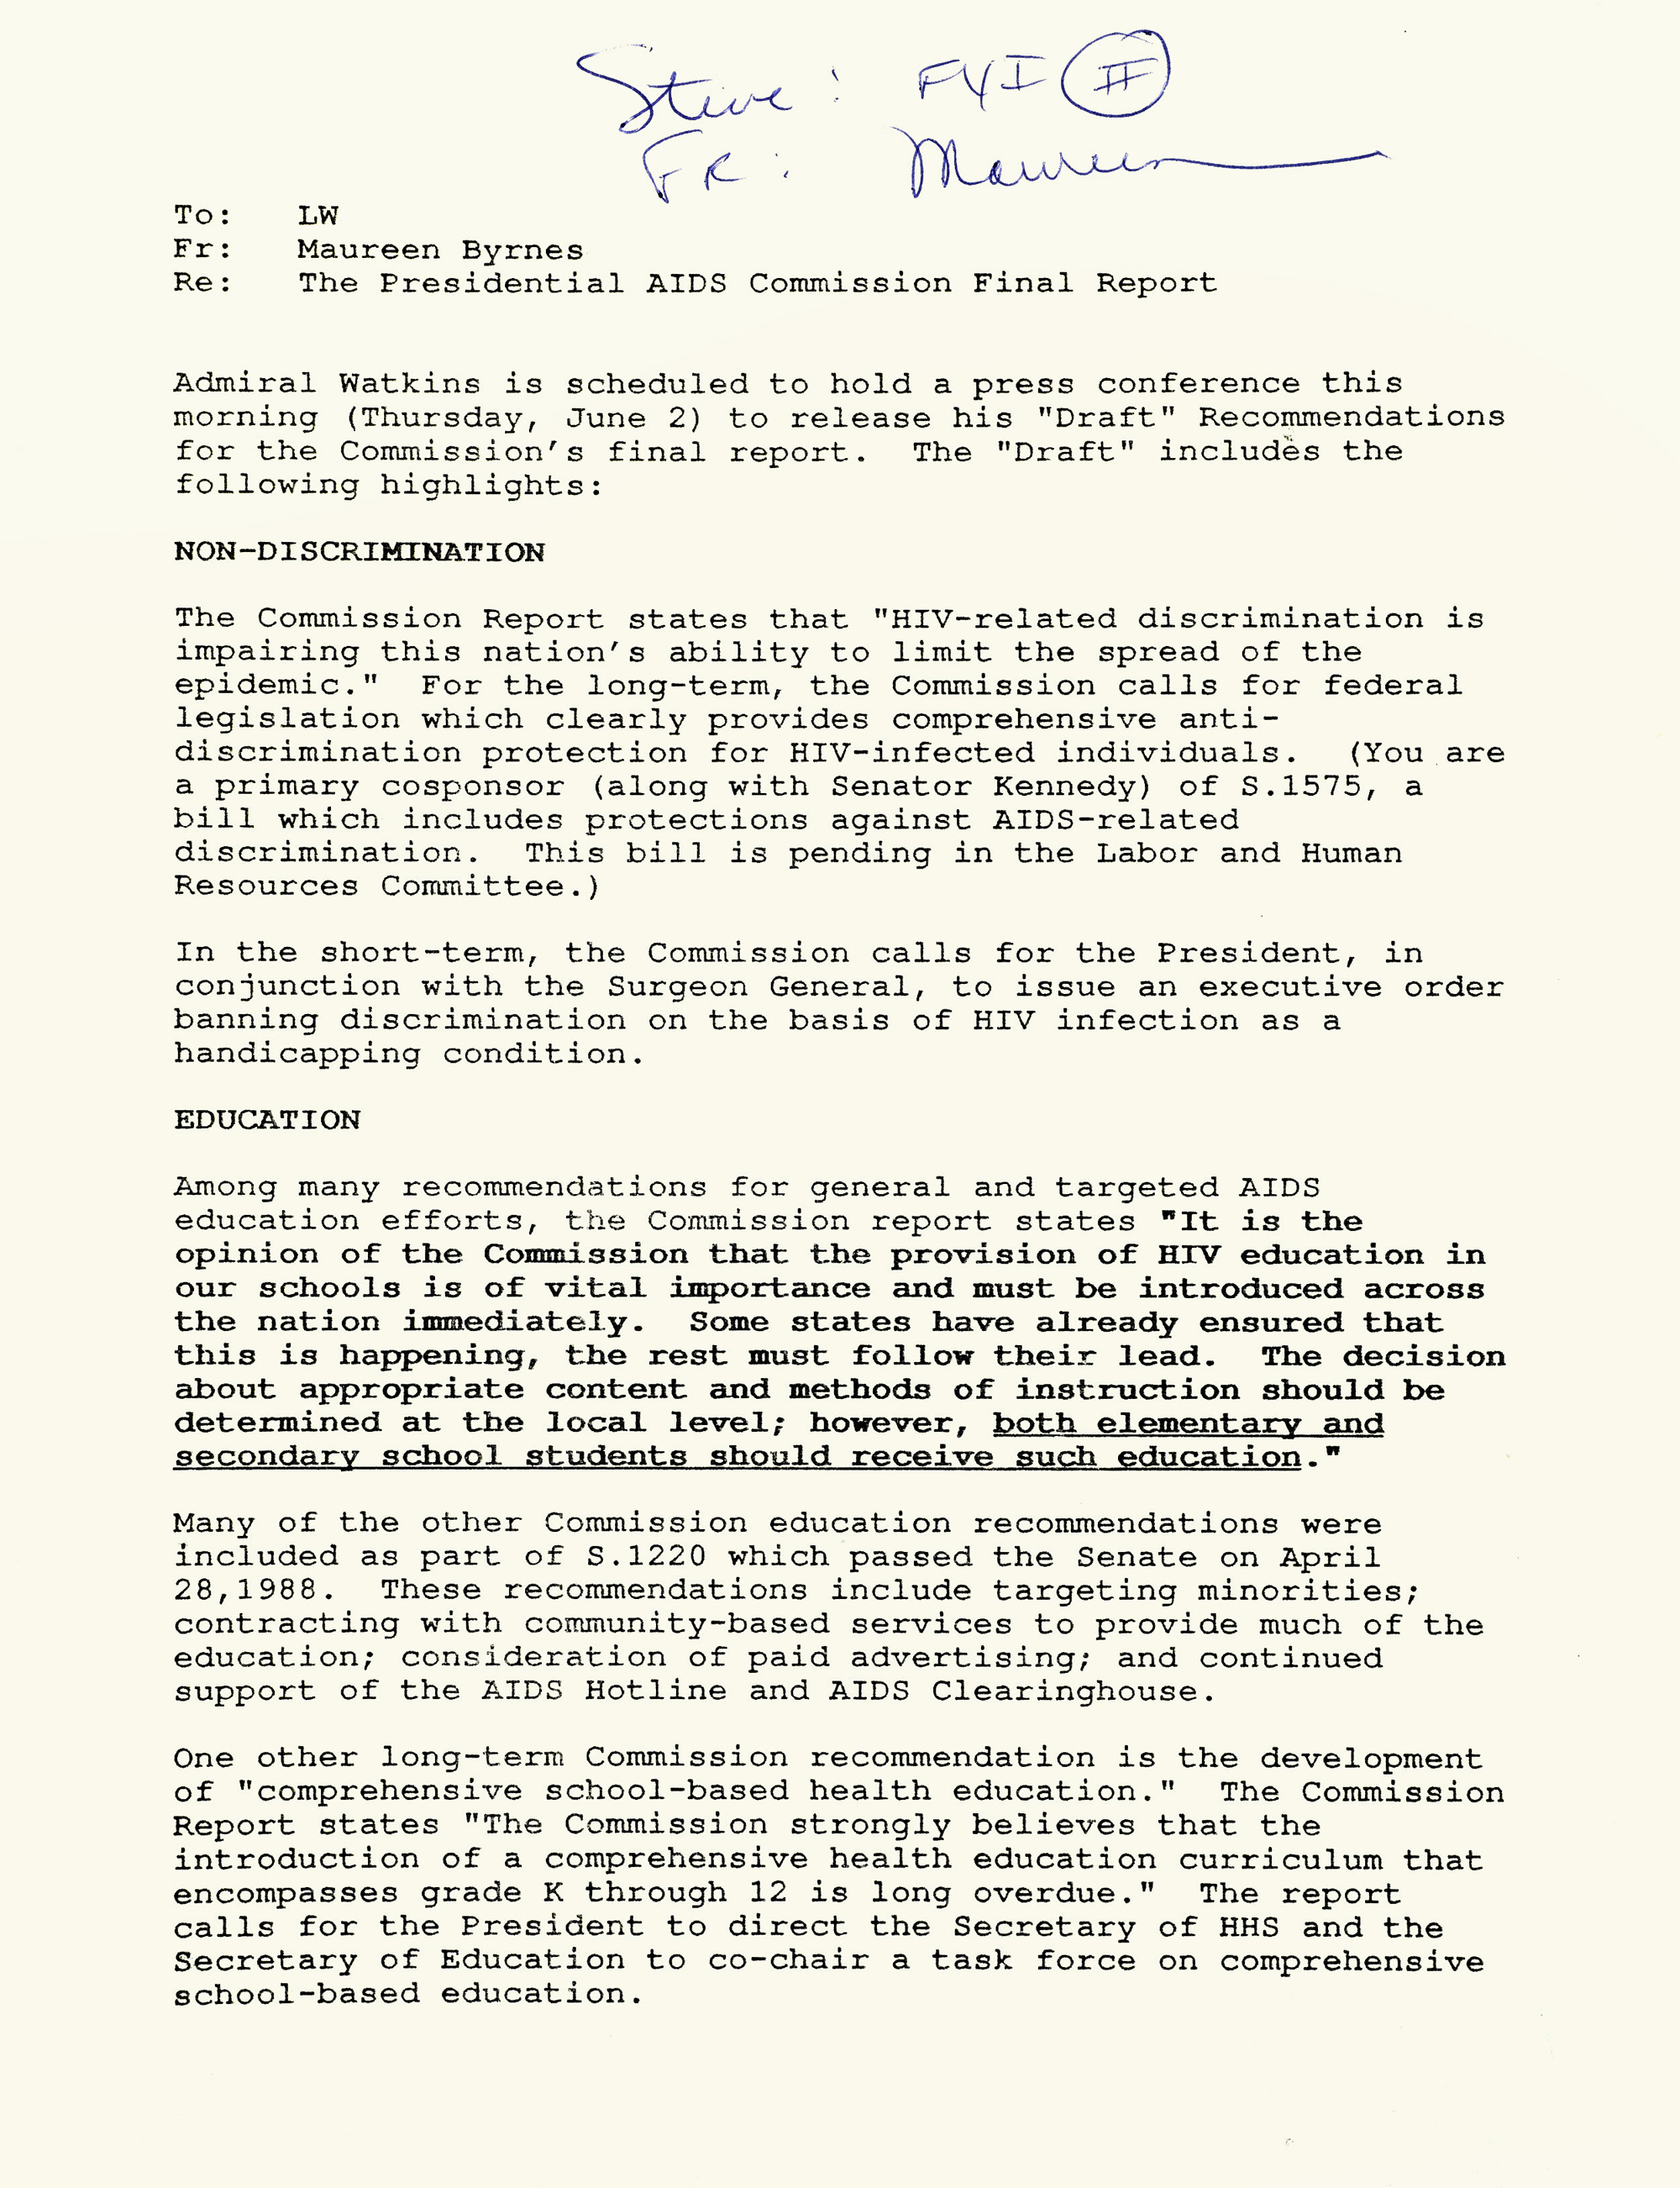 Steve: FYI II
FR: Maureen
To: LW
Fr: Maureen Byrnes
Re: The Presidential AIDS Commission Final Report
Admiral Watkins is scheduled to hold a press conference this
morning (Thursday, June 2) to release his "Draft" Recommendations
for the Commission's final report. The "Draft" includes the
following highlights:
NON-DISCRIMINATION
The Commission Report states that "HIV-related discrimination is
impairing this nation's ability to limit the spread of the
epidemic." For the long-term, the Commission calls for federal
legislation which clearly provides comprehensive anti-
discrimination protection for HIV-infected individuals. (You are
a primary cosponsor (along with Senator Kennedy) of S.1575, a
bill which includes protections against AIDS-related
discrimination. This bill is pending in the Labor and Human
Resources Committee.)
In the short-term, the Commission calls for the President, in
conjunction with the Surgeon General, to issue an executive order
banning discrimination on the basis of HIV infection as a
handicapping condition.
EDUCATION
Among many recommendations for general and targeted AIDS
education efforts, the Commission report states "It is the
opinion of the Commission that the provision of HIV education in
our schools is of vital importance and must be introduced across
the nation immediately. Some states have already ensured that
this is happening, the rest must follow their lead. The decision
about appropriate content and methods of instruction should be
determined at the local level; however, both elementary and
secondary school students should receive such education."
Many of the other Commission education recommendations were
included as part of S.1220 which passed the Senate on April
28,1988. These recommendations include targeting minorities;
contracting with community-based services to provide much of the
education; consideration of paid advertising; and continued
support of the AIDS Hotline and AIDS Clearinghouse.
One other long-term Commission recommendation is the development
of "comprehensive school-based health education." The Commission
Report states "The Commission strongly believes that the
introduction of a comprehensive health education curriculum that
encompasses grade K through 12 is long overdue." The report
calls for the President to direct the Secretary of HHS and the
Secretary of Education to co-chair a task force on comprehensive
school-based education.